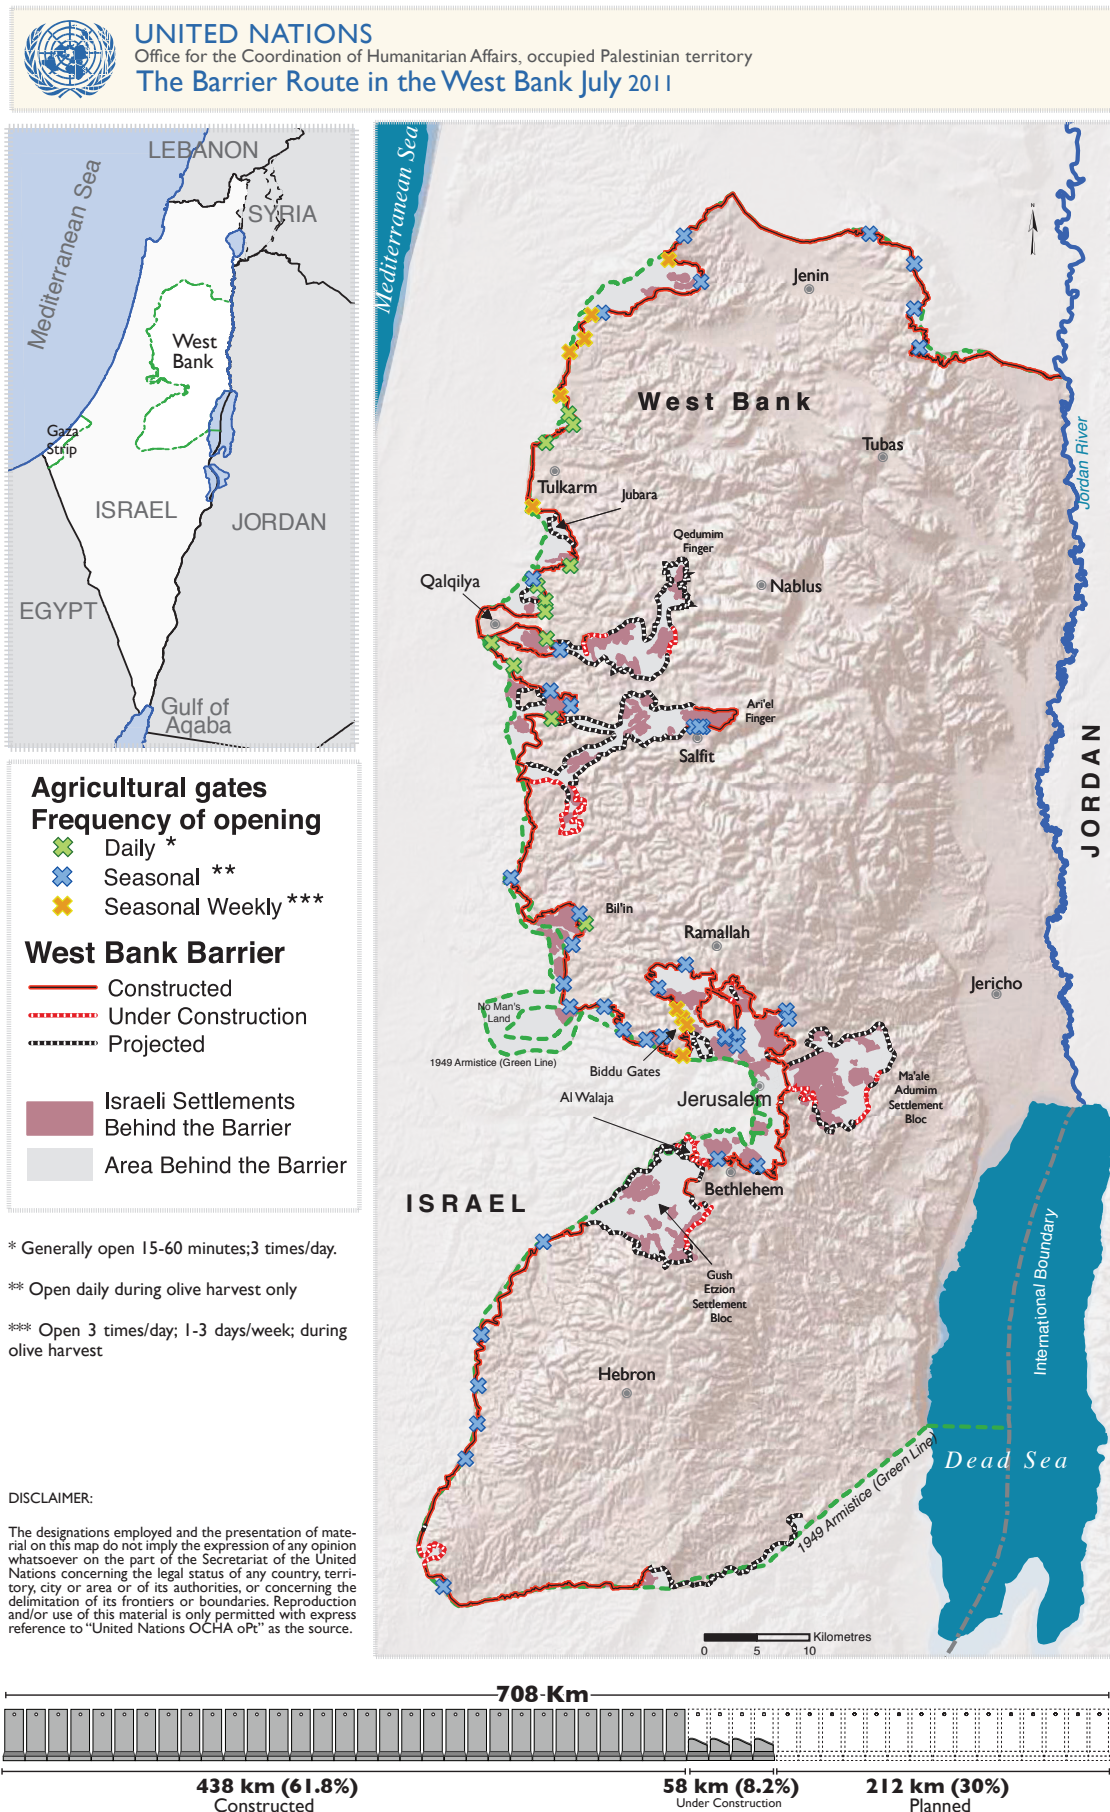 UNITED NATIONS
Office for the Coordination of Humanitarian Affairs, occupied Palestinian territory
The Barrier Route in the West Bank July 2011
LEBANON
SYRIA
Mediterranean Sea
West
Bank
Gaza
Strip
ISRAEL
JORDAN
EGYPT
Gulf of
Aqaba
Agricultural gates
Frequency of opening
Daily *
Seasonal **
Seasonal Weekly ***
West Bank Barrier
Constructed
Under Construction
Projected
Israeli Settlements
Behind the Barrier
Area Behind the Barrier
* Generally open 15-60 minutes;3 times/day.
** Open daily during olive harvest only
*** Open 3 times/day; 1-3 days/week; during
olive harvest
DISCLAIMER:
The designations employed and the presentation of mate-
rial on this map do not imply the expression of any opinion
whatsoever on the part of the Secretariat of the United
Nations concerning the legal status of any country, terri-
tory, city or area or of its authorities, or concerning the
delimitation of its frontiers or boundaries. Reproduction
and/or use of this material is only permitted with express
reference to “United Nations OCHA oPt” as the source.
Mediterranean Sea
N
Jenin
West Bank
Tubas
Jordan River
Tulkarm
Jubara
Qedumim
Finger
Qalqilya
Nablus
Ari'el
Finger
Salfit
JORDAN
Bil'in
Ramallah
Jericho
No Man's
Land
1949 Armistice (Green Line)
Biddu Gates
Al Walaja
Jerusalem
Ma'ale
Adumim
Settlement
Bloc
ISRAEL
Bethlehem
Gush
Etzion
Settlement
Bloc
International Boundary
Hebron
Dead Sea
1949 Armistice (Green Line)
Kilometres
0 5 10
708 Km
438 km (61.8%)
Constructed
58 km (8.2%)
Under Construction
212 km (30%)
Planned